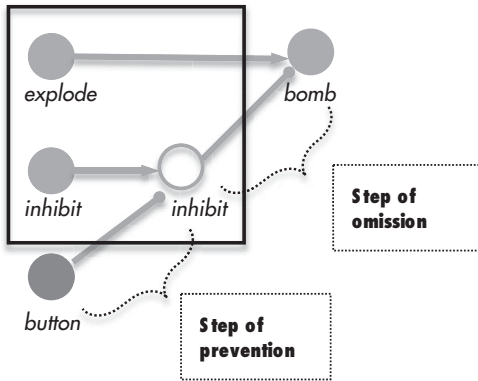 explode
bomb
inhibit
inhibit
Step of
omission
button
Step of
prevention